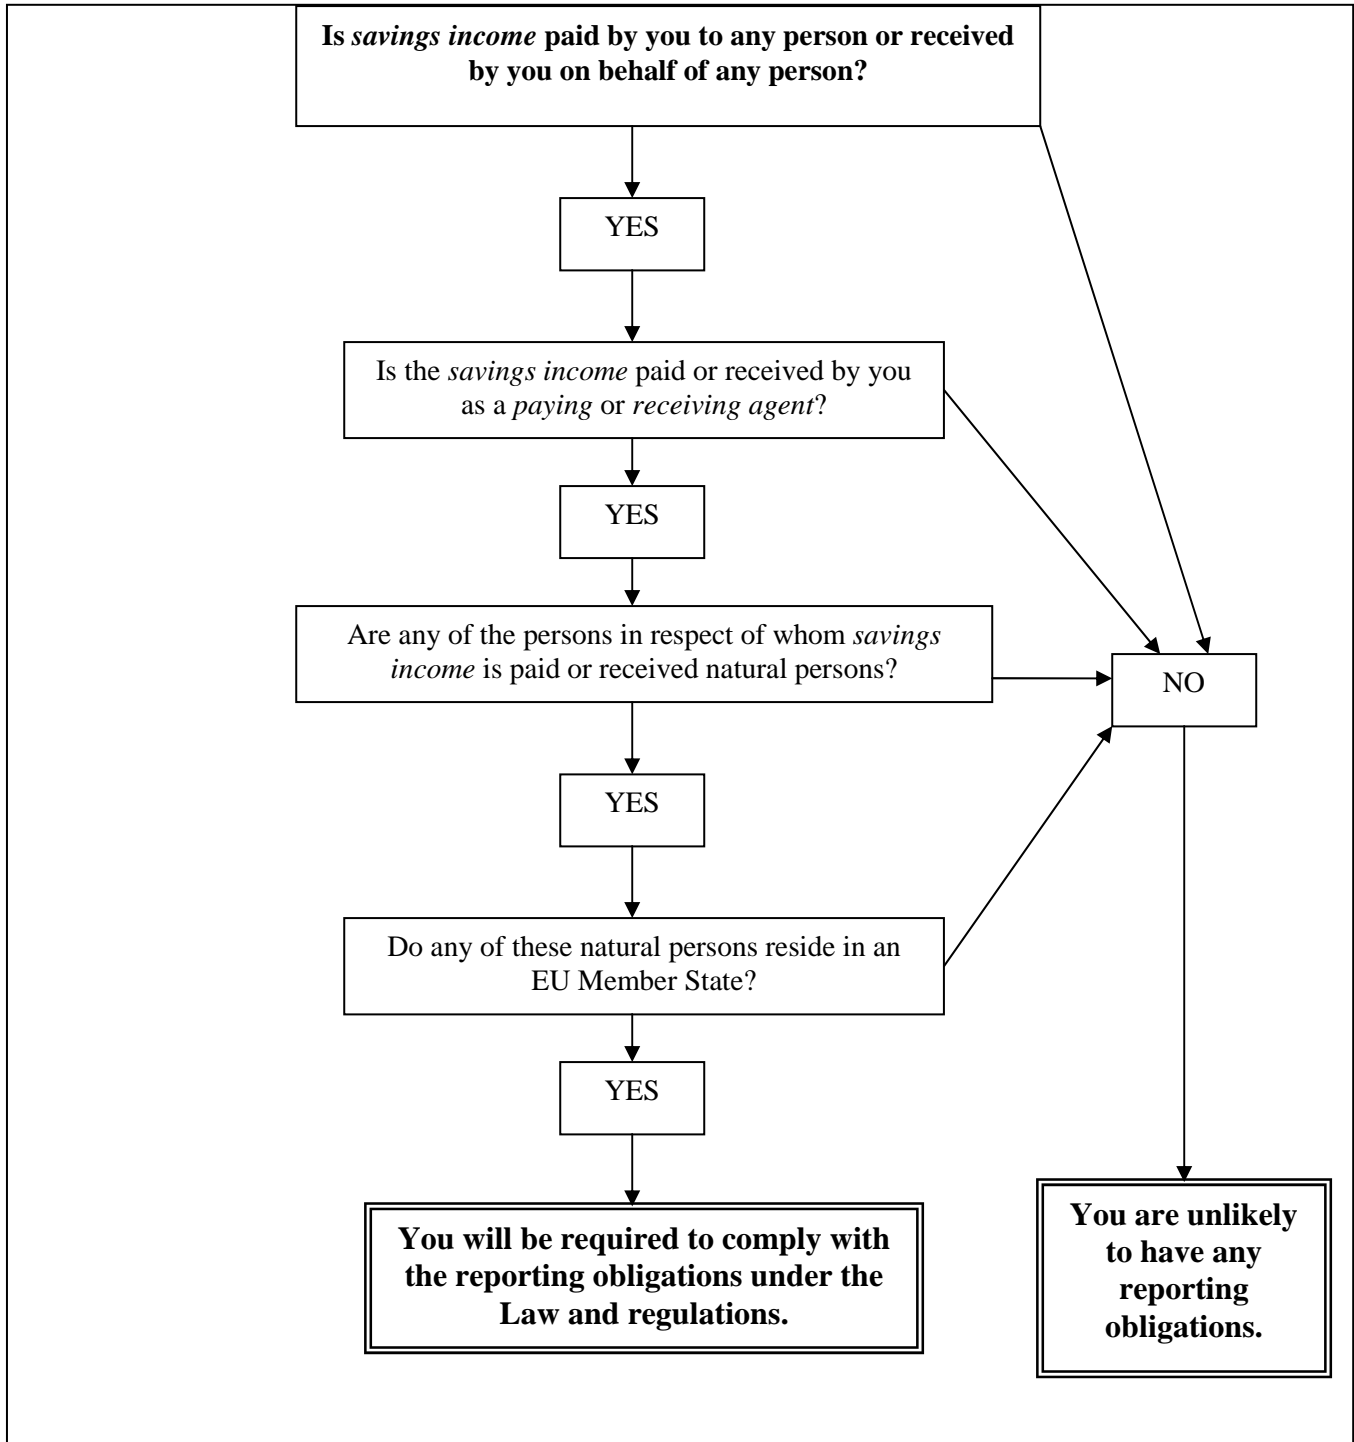 Is savings income paid by you to any person or received
by you on behalf of any person?
YES
Is the savings income paid or received by you
as a paying or receiving agent?
YES
Are any of the persons in respect of whom savings
income is paid or received natural persons?
NO
YES
Do any of these natural persons reside in an
EU Member State?
YES
You will be required to comply with
the reporting obligations under the
Law and regulations.
You are unlikely
to have any
reporting
obligations.